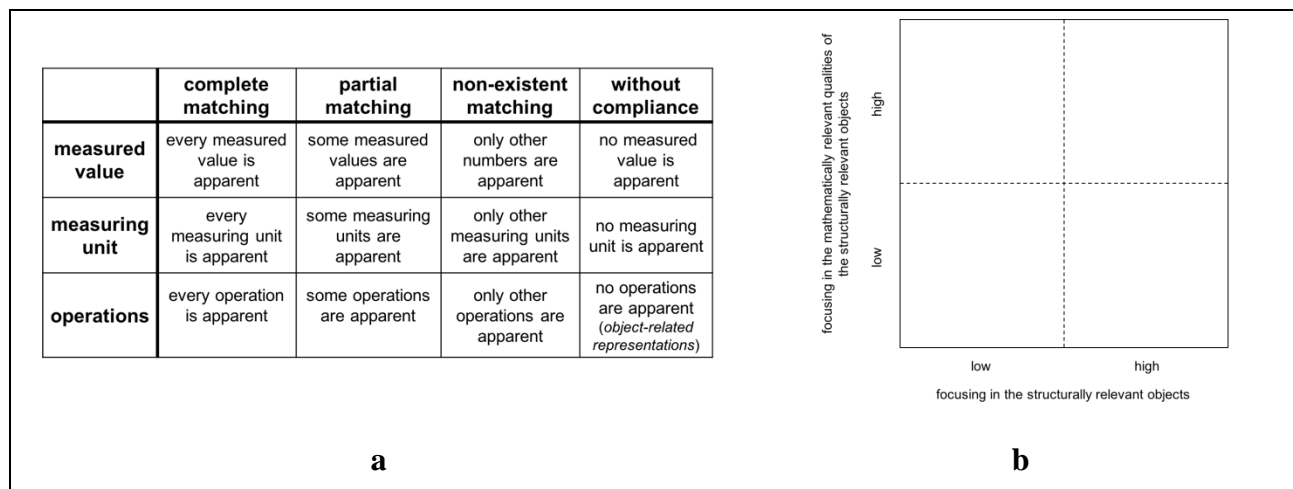 complete matching
partial matching
non-existent matching
without compliance
measured value
every measured value is apparent
some measured values are apparent
only other numbers are apparent
no measured value is apparent
measuring unit
every measuring unit is apparent
some measuring units are apparent
only other measuring units are apparent
no measuring unit is apparent
operations
every operation is apparent
some operations are apparent
only other operations are apparent
no operations are apparent (object-related representations)
a
focusing in the mathematically relevant qualities of
the structurally relevant objects
high
low
low
high
focusing in the structurally relevant objects
b